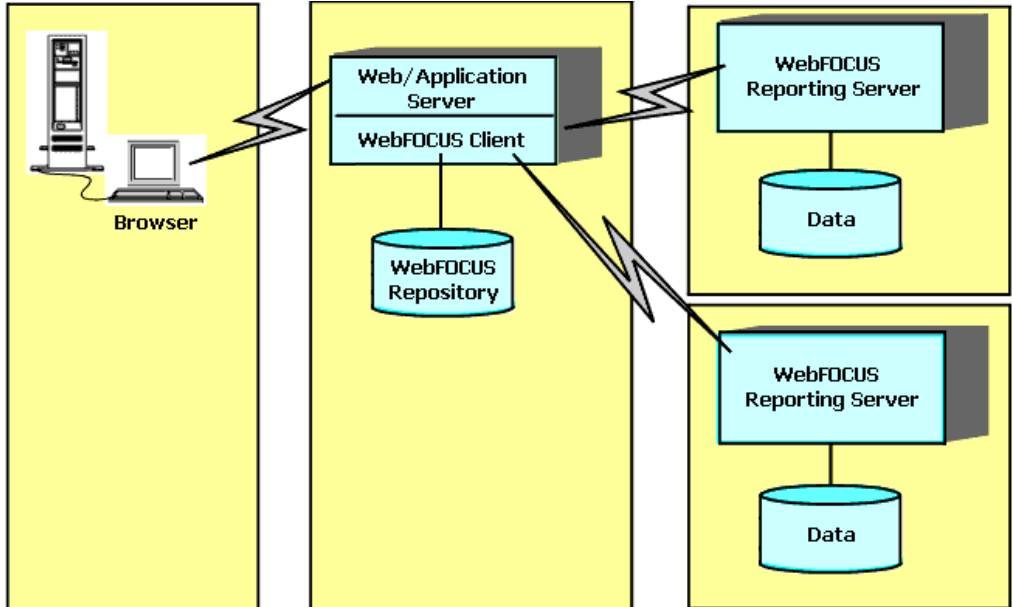 Browser
Web/Application
Server
WebFOCUS Client
WebFOCUS
Repository
WebFOCUS
Reporting Server
Data
WebFOCUS
Reporting Server
Data